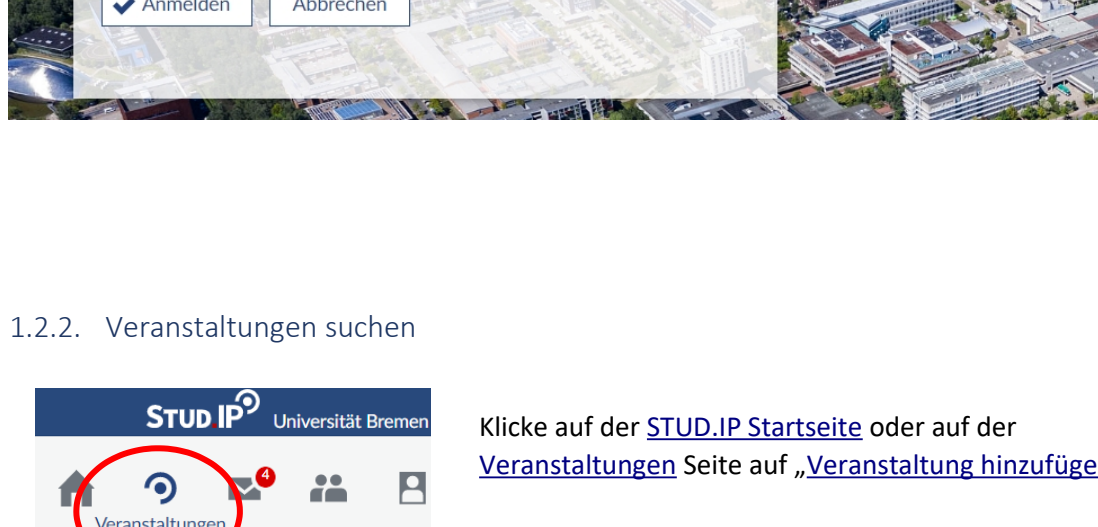 Anmelden Abbrechen
1.2.2. Veranstaltungen suchen
STUD.IP Universität Bremen
4
Veranstaltungen
Klicke auf der STUD.IP Startseite oder auf der
Veranstaltungen Seite auf „Veranstaltung hinzufüge